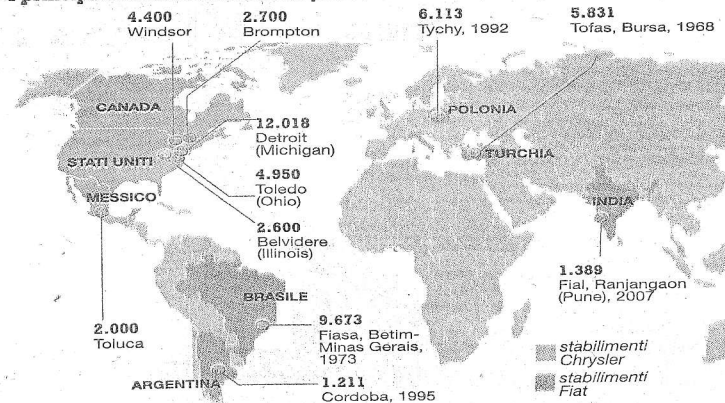 4.400
Windsor
2.700
Brompton
6.113
Tychy, 1992
5.831
Tofas, Bursa, 1968
CANADA
POLONIA
12.018
Detroit
(Michigan)
STATI UNITI
TURCHIA
4.950
Toledo
(Ohio)
MESSICO
INDIA
2.600
Belvidere
(Illinois)
1.389
Fial, Ranjangaon
(Pune), 2007
BRASILE
2.000
Toluca
9.673
Fiasa, Betim-
Minas Gerais,
1973
stabilimenti
Chrysler
stabilimenti
Fiat
ARGENTINA
1.211
Cordoba, 1995